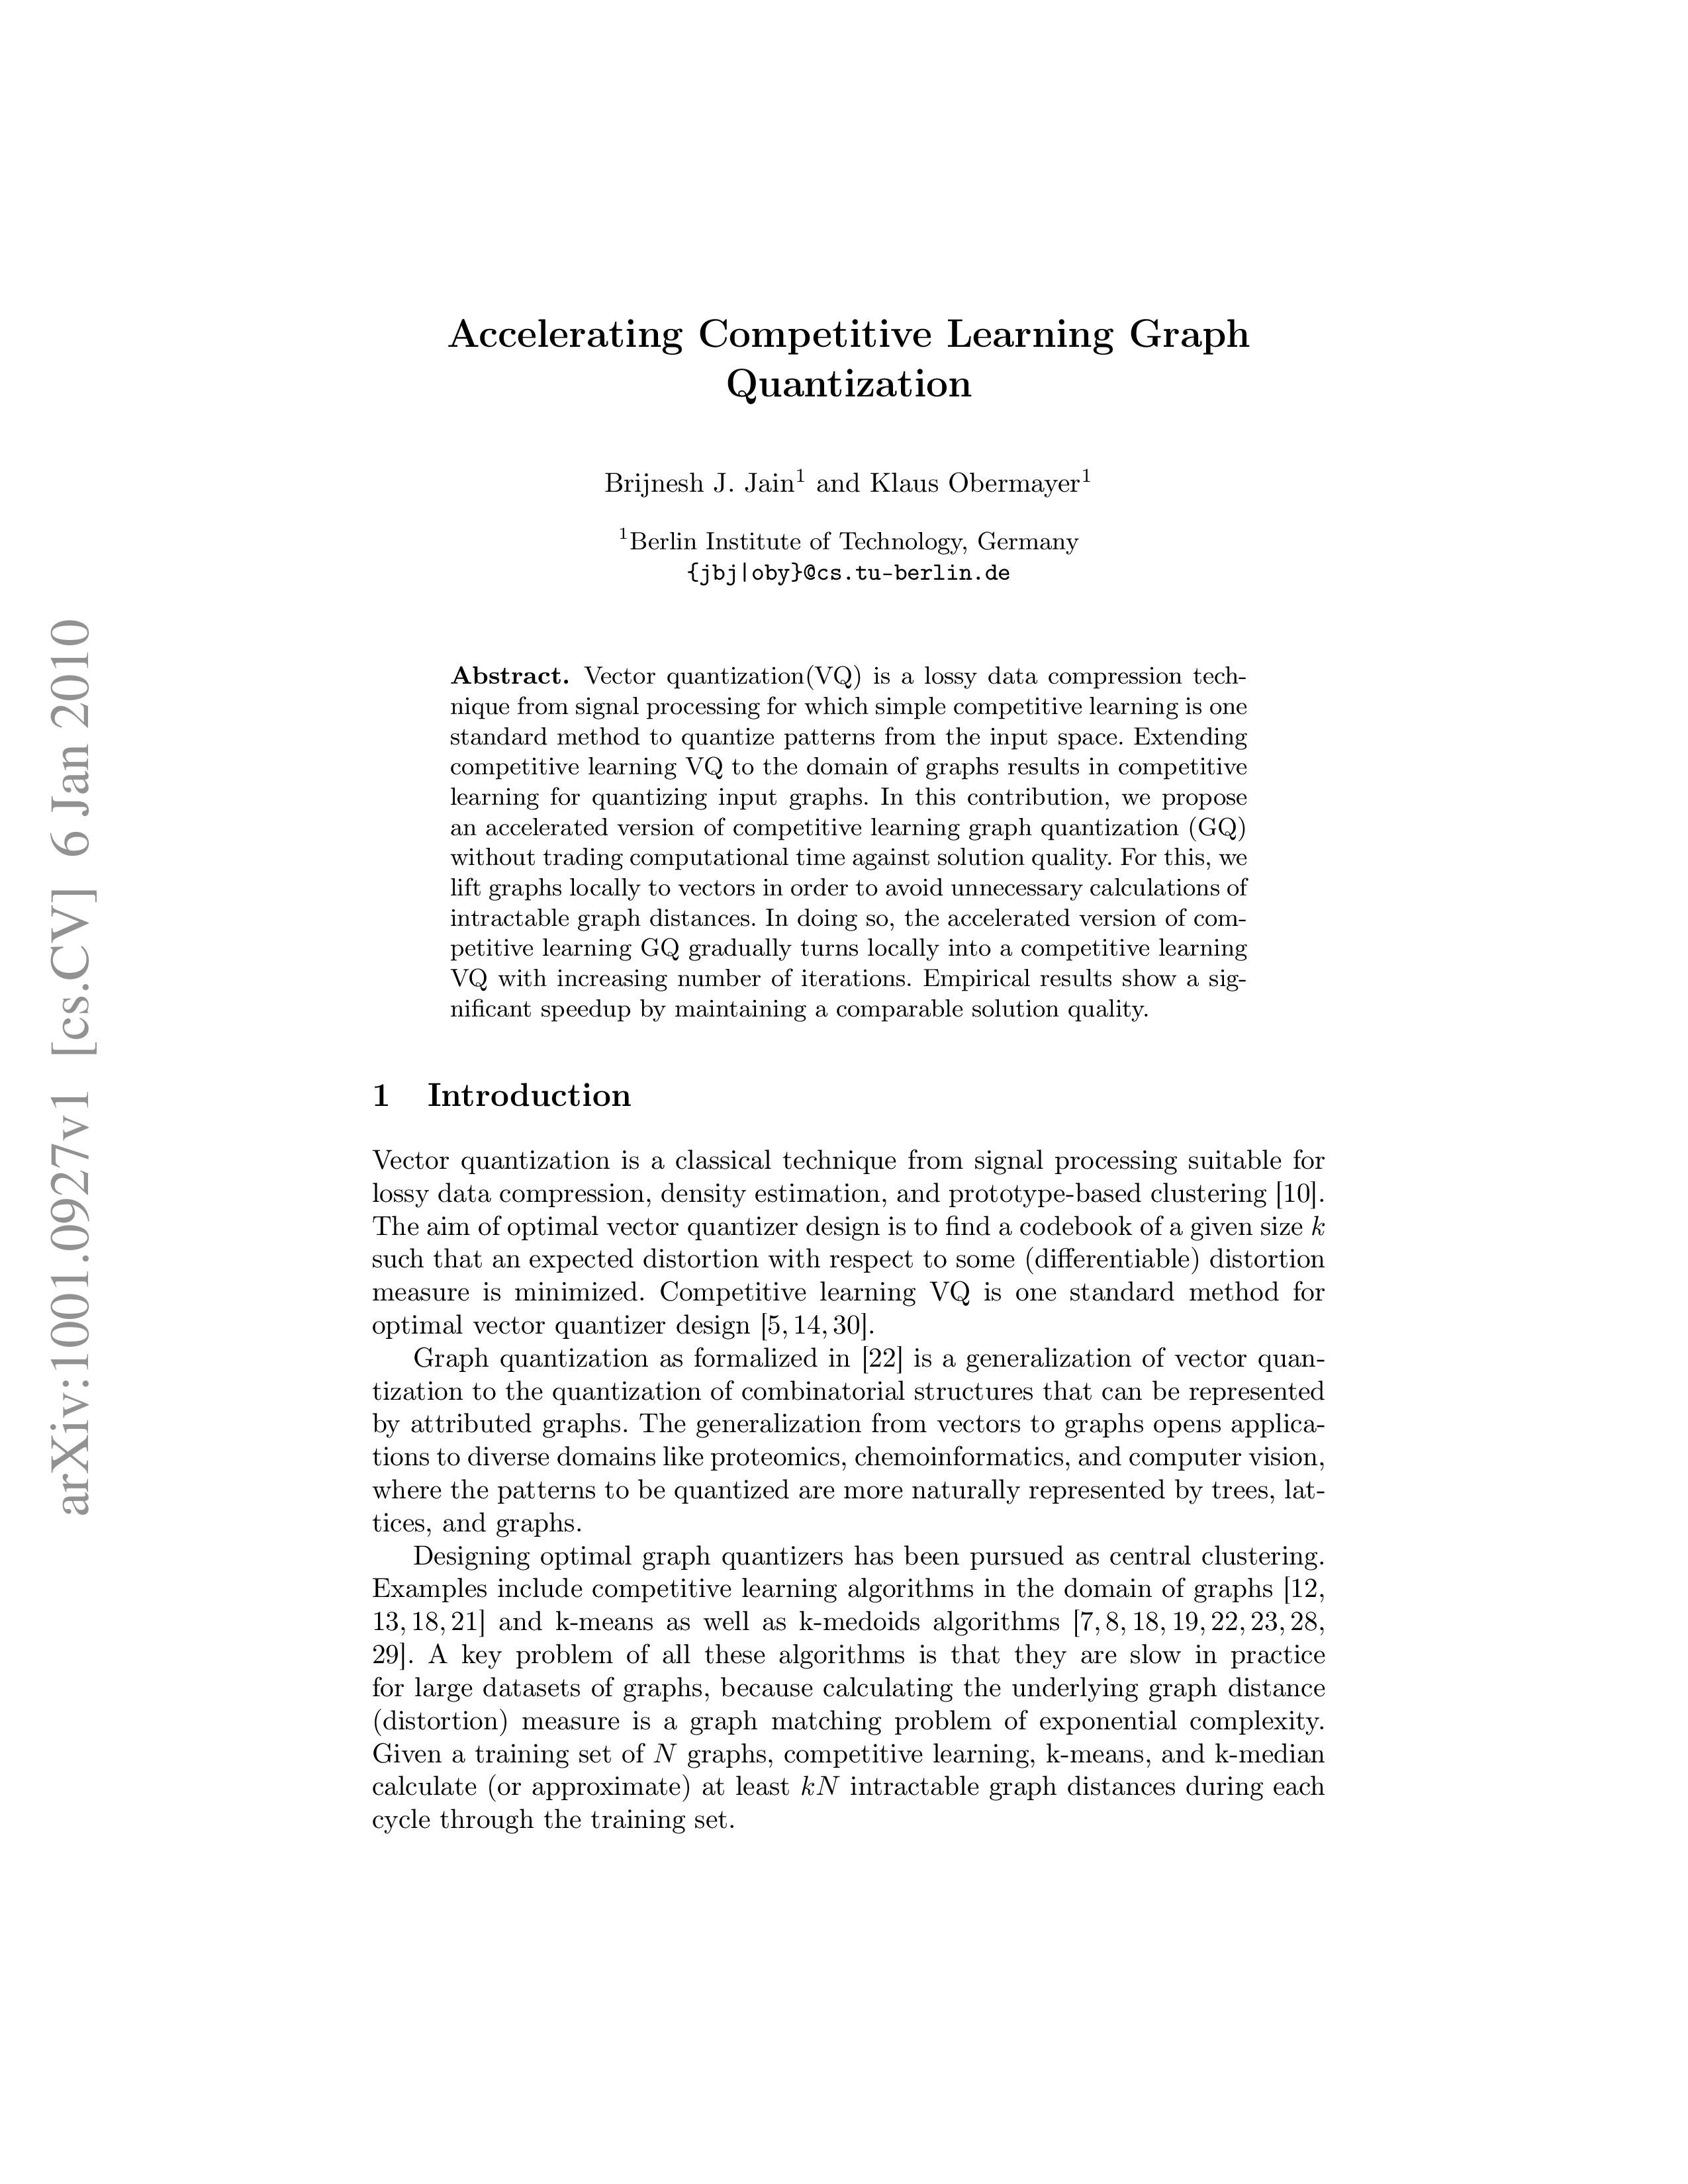 arXiv:1001.0927v1 [cs.CV] 6 Jan 2010
Accelerating Competitive Learning Graph
Quantization
Brijnesh J. Jain¹ and Klaus Obermayer¹
¹Berlin Institute of Technology, Germany
{jbj|oby}@cs.tu-berlin.de
Abstract. Vector quantization(VQ) is a lossy data compression tech-
nique from signal processing for which simple competitive learning is one
standard method to quantize patterns from the input space. Extending
competitive learning VQ to the domain of graphs results in competitive
learning for quantizing input graphs. In this contribution, we propose
an accelerated version of competitive learning graph quantization (GQ)
without trading computational time against solution quality. For this, we
lift graphs locally to vectors in order to avoid unnecessary calculations of
intractable graph distances. In doing so, the accelerated version of com-
petitive learning GQ gradually turns locally into a competitive learning
VQ with increasing number of iterations. Empirical results show a sig-
nificant speedup by maintaining a comparable solution quality.
1 Introduction
Vector quantization is a classical technique from signal processing suitable for
lossy data compression, density estimation, and prototype-based clustering [10].
The aim of optimal vector quantizer design is to find a codebook of a given size k
such that an expected distortion with respect to some (differentiable) distortion
measure is minimized. Competitive learning VQ is one standard method for
optimal vector quantizer design [5, 14, 30].
Graph quantization as formalized in [22] is a generalization of vector quan-
tization to the quantization of combinatorial structures that can be represented
by attributed graphs. The generalization from vectors to graphs opens applica-
tions to diverse domains like proteomics, chemoinformatics, and computer vision,
where the patterns to be quantized are more naturally represented by trees, lat-
tices, and graphs.
Designing optimal graph quantizers has been pursued as central clustering.
Examples include competitive learning algorithms in the domain of graphs [12,
13, 18, 21] and k-means as well as k-medoids algorithms [7, 8, 18, 19, 22, 23, 28,
29]. A key problem of all these algorithms is that they are slow in practice
for large datasets of graphs, because calculating the underlying graph distance
(distortion) measure is a graph matching problem of exponential complexity.
Given a training set of N graphs, competitive learning, k-means, and k-median
calculate (or approximate) at least kN intractable graph distances during each
cycle through the training set.